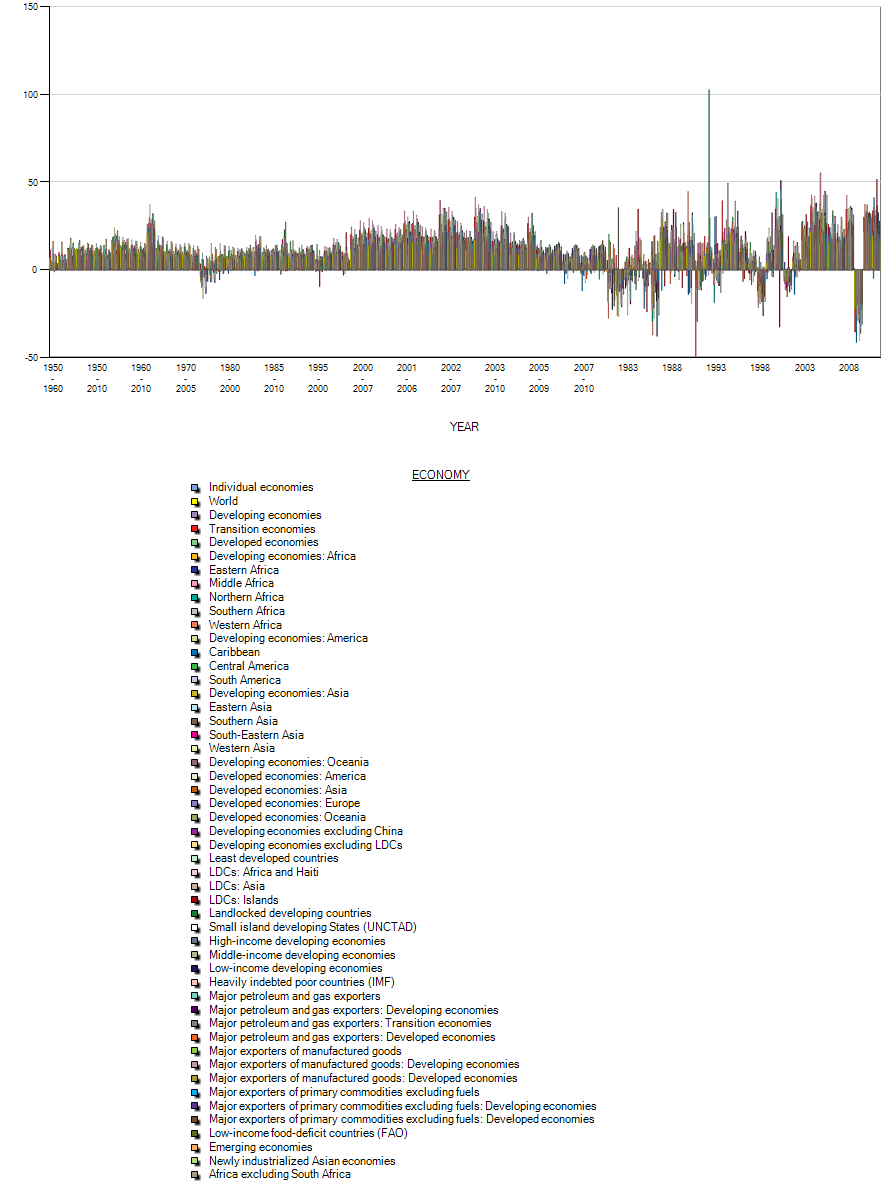 150
100
50
0
-50
1950 1950 1960 1970 1980 1985 1995 2000 2001 2002 2003 2005 2007 1983 1988 1993 1998 2003 2008
- - - - - - - - - - - - -
1960 2010 2010 2005 2000 2010 2000 2007 2006 2007 2010 2009 2010
YEAR
ECONOMY
Individual economies
World
Developing economies
Transition economies
Developed economies
Developing economies: Africa
Eastern Africa
Middle Africa
Northern Africa
Southern Africa
Western Africa
Developing economies: America
Caribbean
Central America
South America
Developing economies: Asia
Eastern Asia
Southern Asia
South-Eastern Asia
Western Asia
Developing economies: Oceania
Developed economies: America
Developed economies: Asia
Developed economies: Europe
Developed economies: Oceania
Developing economies excluding China
Developing economies excluding LDCs
Least developed countries
LDCs: Africa and Haiti
LDCs: Asia
LDCs: Islands
Landlocked developing countries
Small island developing States (UNCTAD)
High-income developing economies
Middle-income developing economies
Low-income developing economies
Heavily indebted poor countries (IMF)
Major petroleum and gas exporters
Major petroleum and gas exporters: Developing economies
Major petroleum and gas exporters: Transition economies
Major petroleum and gas exporters: Developed economies
Major exporters of manufactured goods
Major exporters of manufactured goods: Developing economies
Major exporters of manufactured goods: Developed economies
Major exporters of primary commodities excluding fuels
Major exporters of primary commodities excluding fuels: Developing economies
Major exporters of primary commodities excluding fuels: Developed economies
Low-income food-deficit countries (FAO)
Emerging economies
Newly industrialized Asian economies
Africa excluding South Africa